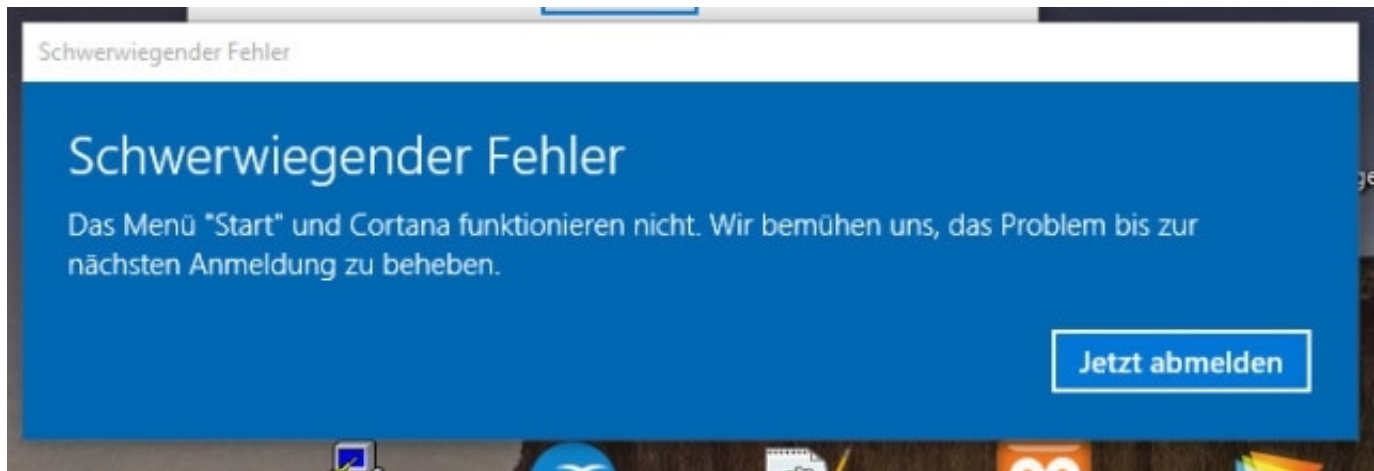 Schwerwiegender Fehler
Schwerwiegender Fehler
Das Menü "Start" und Cortana funktionieren nicht. Wir bemühen uns, das Problem bis zur
nächsten Anmeldung zu beheben.
Jetzt abmelden